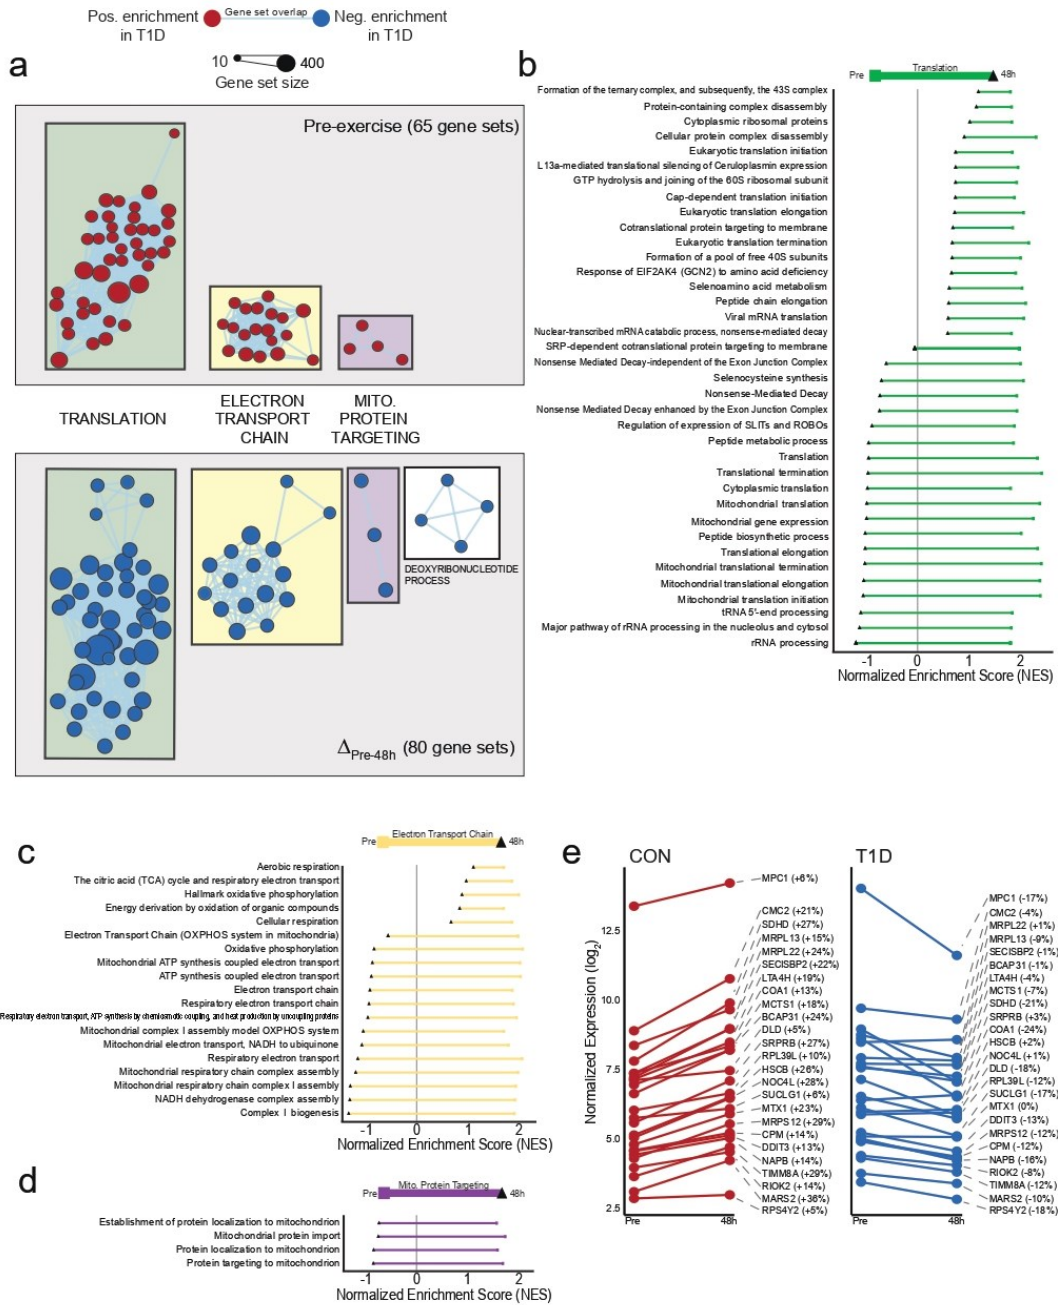 Pos. enrichment
in T1D
Gene set overlap
Neg. enrichment
in T1D
10
400
Gene set size
a
Pre-exercise (65 gene sets)
TRANSLATION
ELECTRON
TRANSPORT
CHAIN
MITO.
PROTEIN
TARGETING
DEOXYRIBONUCLEOTIDE
PROCESS
ΔPre-48h (80 gene sets)
b
Pre
Translation
48h
Formation of the ternary complex, and subsequently, the 43S complex
Protein-containing complex disassembly
Cytoplasmic ribosomal proteins
Cellular protein complex disassembly
Eukaryotic translation initiation
L13a-mediated translational silencing of Ceruloplasmin expression
GTP hydrolysis and joining of the 60S ribosomal subunit
Cap-dependent translation initiation
Eukaryotic translation elongation
Cotranslational protein targeting to membrane
Eukaryotic translation termination
Formation of a pool of free 40S subunits
Response of EIF2AK4 (GCN2) to amino acid deficiency
Selenoamino acid metabolism
Peptide chain elongation
Viral mRNA translation
Nuclear-transcribed mRNA catabolic process, nonsense-mediated decay
SRP-dependent cotranslational protein targeting to membrane
Nonsense Mediated Decay-independent of the Exon Junction Complex
Selenocysteine synthesis
Nonsense-Mediated Decay
Nonsense Mediated Decay enhanced by the Exon Junction Complex
Regulation of expression of SLITs and ROBOs
Peptide metabolic process
Translation
Translational termination
Cytoplasmic translation
Mitochondrial translation
Mitochondrial gene expression
Peptide biosynthetic process
Translational elongation
Mitochondrial translational termination
Mitochondrial translational elongation
Mitochondrial translational initiation
tRNA 5'-end processing
Major pathway of rRNA processing in the nucleolus and cytosol
rRNA processing
-1 0 1 2
Normalized Enrichment Score (NES)
c
Pre
Electron Transport Chain
48h
Aerobic respiration
The citric acid (TCA) cycle and respiratory electron transport
Hallmark oxidative phosphorylation
Energy derivation by oxidation of organic compounds
Cellular respiration
Electron Transport Chain (OXPHOS system in mitochondria)
Oxidative phosphorylation
Mitochondrial ATP synthesis coupled electron transport
ATP synthesis coupled electron transport
Electron transport chain
Respiratory electron transport chain
Respiratory electron transport, ATP synthesis by chemiosmotic coupling, and heat production by uncoupling proteins
Mitochondrial complex I assembly model OXPHOS system
Mitochondrial electron transport, NADH to ubiquinone
Respiratory electron transport
Mitochondrial respiratory chain complex assembly
Mitochondrial respiratory chain complex I assembly
NADH dehydrogenase complex assembly
Complex I biogenesis
-1 0 1 2
Normalized Enrichment Score (NES)
d
Pre
Mito. Protein Targeting
48h
Establishment of protein localization to mitochondrion
Mitochondrial protein import
Protein localization to mitochondrion
Protein targeting to mitochondrion
-1 0 1 2
Normalized Enrichment Score (NES)
e
CON
Normalized Expression (log2)
12.5
10.0
7.5
5.0
2.5
Pre
48h
MPC1 (+6%)
CMC2 (+21%)
SDHD (+27%)
MRPL13 (+15%)
MRPL22 (+24%)
SECISBP2 (+22%)
LTA4H (+19%)
COA1 (+13%)
MCTS1 (+18%)
BCAP31 (+24%)
DLD (+5%)
SRPRB (+27%)
RPL39L (+10%)
HSCB (+26%)
NOC4L (+28%)
SUCLG1 (+6%)
MTX1 (+23%)
MRPS12 (+29%)
CPM (+14%)
DDIT3 (+13%)
NAPB (+14%)
TIMM8A (+29%)
RIOK2 (+14%)
MARS2 (+36%)
RPS4Y2 (+5%)
T1D
Pre
48h
MPC1 (-17%)
CMC2 (-4%)
MRPL22 (+1%)
MRPL13 (-9%)
SECISBP2 (-1%)
BCAP31 (-1%)
LTA4H (-4%)
MCTS1 (-7%)
SDHD (-21%)
SRPRB (+3%)
COA1 (-24%)
HSCB (+2%)
NOC4L (+1%)
DLD (-18%)
RPL39L (-12%)
SUCLG1 (-17%)
MTX1 (0%)
DDIT3 (-13%)
MRPS12 (-12%)
CPM (-12%)
NAPB (-16%)
RIOK2 (-8%)
TIMM8A (-12%)
MARS2 (-10%)
RPS4Y2 (-18%)